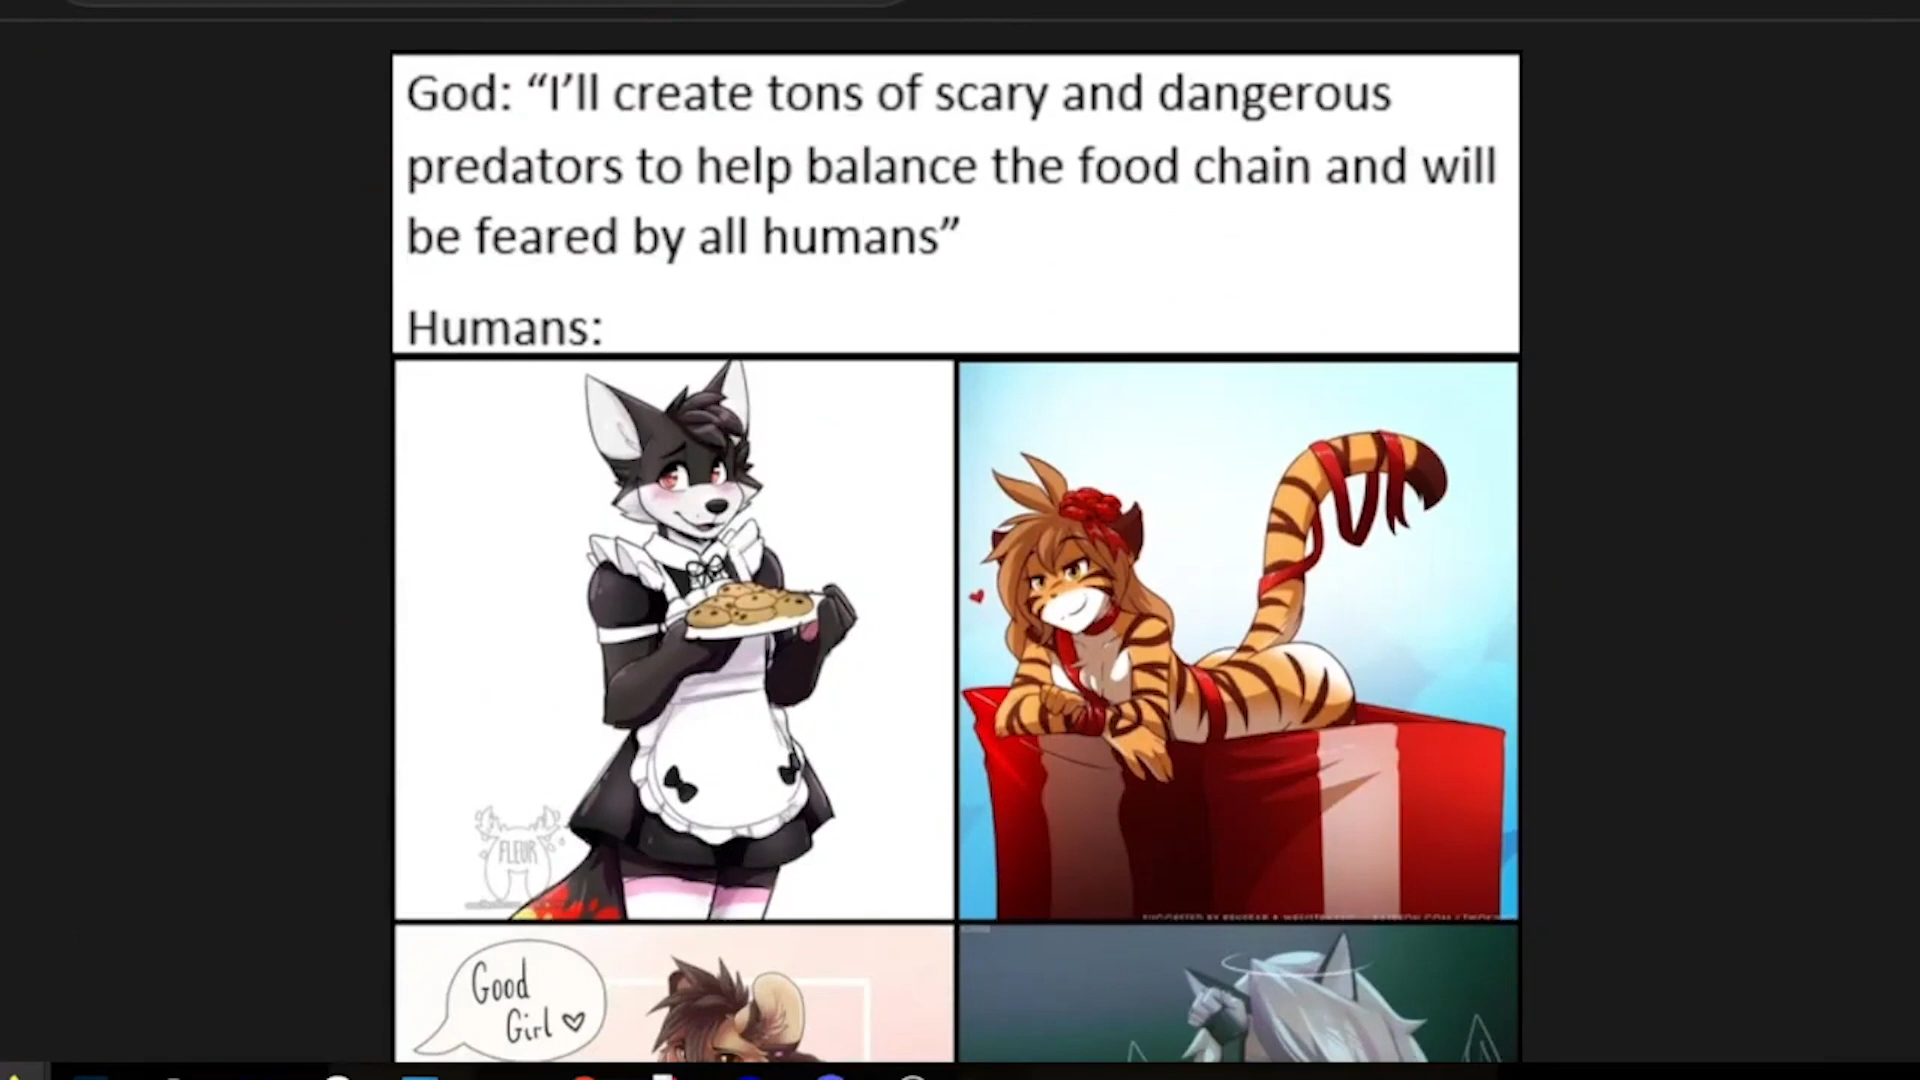 God: “I’ll create tons of scary and dangerous
predators to help balance the food chain and will
be feared by all humans”
Humans:
FLEUR
Good
Girl